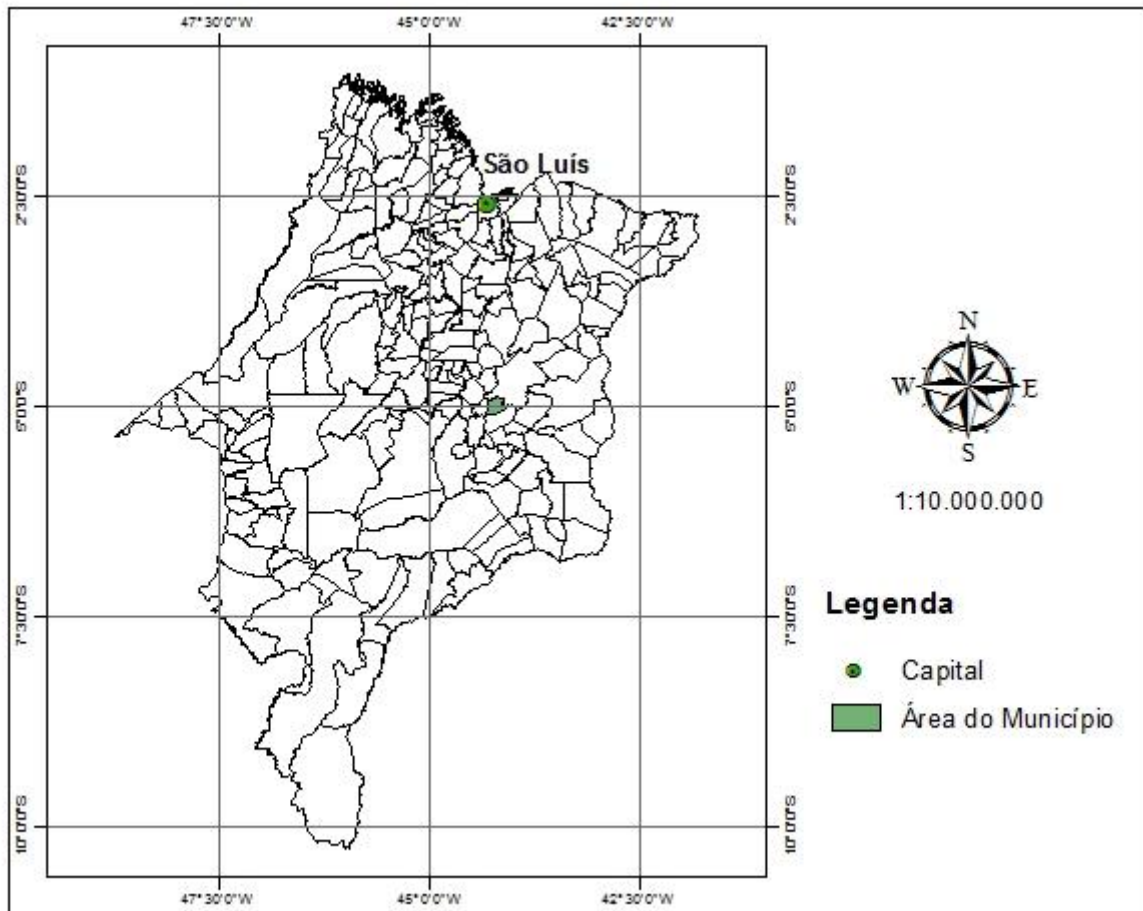 47°30'0"W 45°0'0"W 42°30'0"W
São Luís
2°30'0"S 2°30'0"S
5°0'0"S 5°0'0"S
7°30'0"S 7°30'0"S
10°0'0"S 10°0'0"S
47°30'0"W 45°0'0"W 42°30'0"W
N
W E
S
1:10.000.000
Legenda
Capital
Área do Município